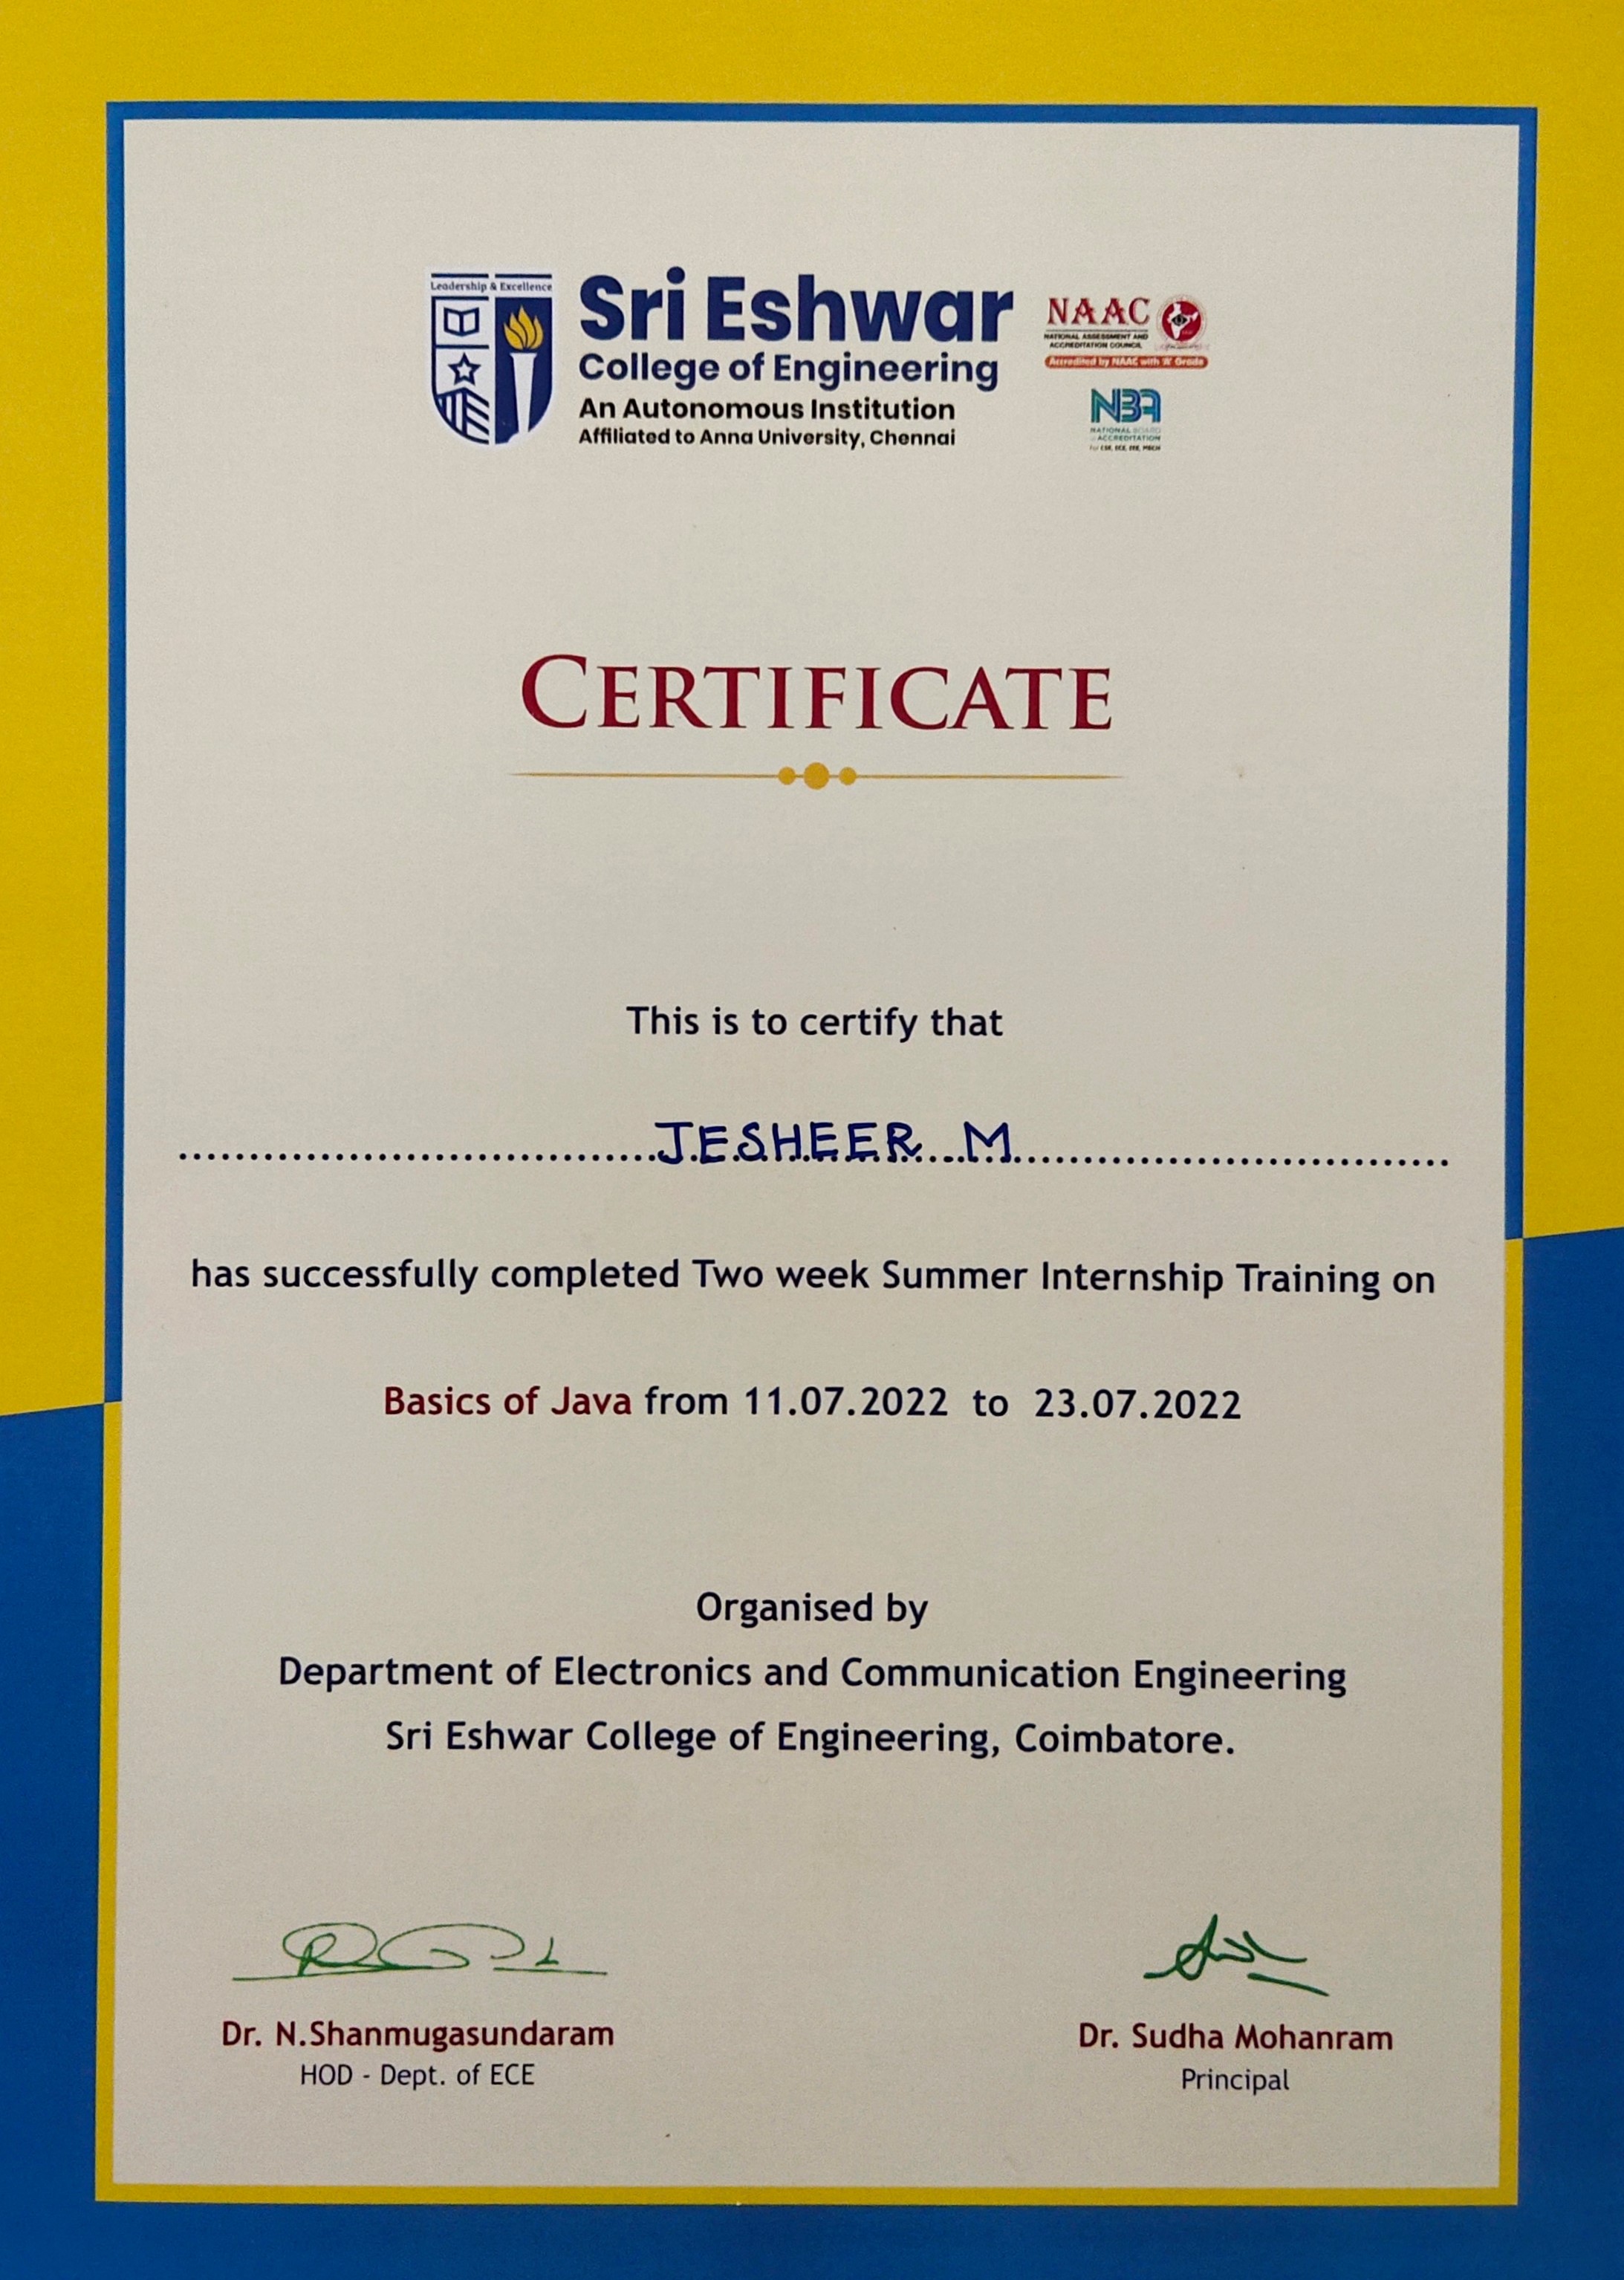 Leadership & Excellence
Sri Eshwar
College of Engineering
An Autonomous Institution
Affiliated to Anna University, Chennai
NAAC
NATIONAL ASSESSMENT AND
ACCREDITATION COUNCIL
Accredited by NAAC with 'A' Grade
NBA
NATIONAL BOARD
of ACCREDITATION
For CSE, ECE, EEE, MECH
CERTIFICATE
This is to certify that
JESHEER M
has successfully completed Two week Summer Internship Training on
Basics of Java from 11.07.2022 to 23.07.2022
Organised by
Department of Electronics and Communication Engineering
Sri Eshwar College of Engineering, Coimbatore.
Dr. N.Shanmugasundaram
HOD - Dept. of ECE
Dr. Sudha Mohanram
Principal